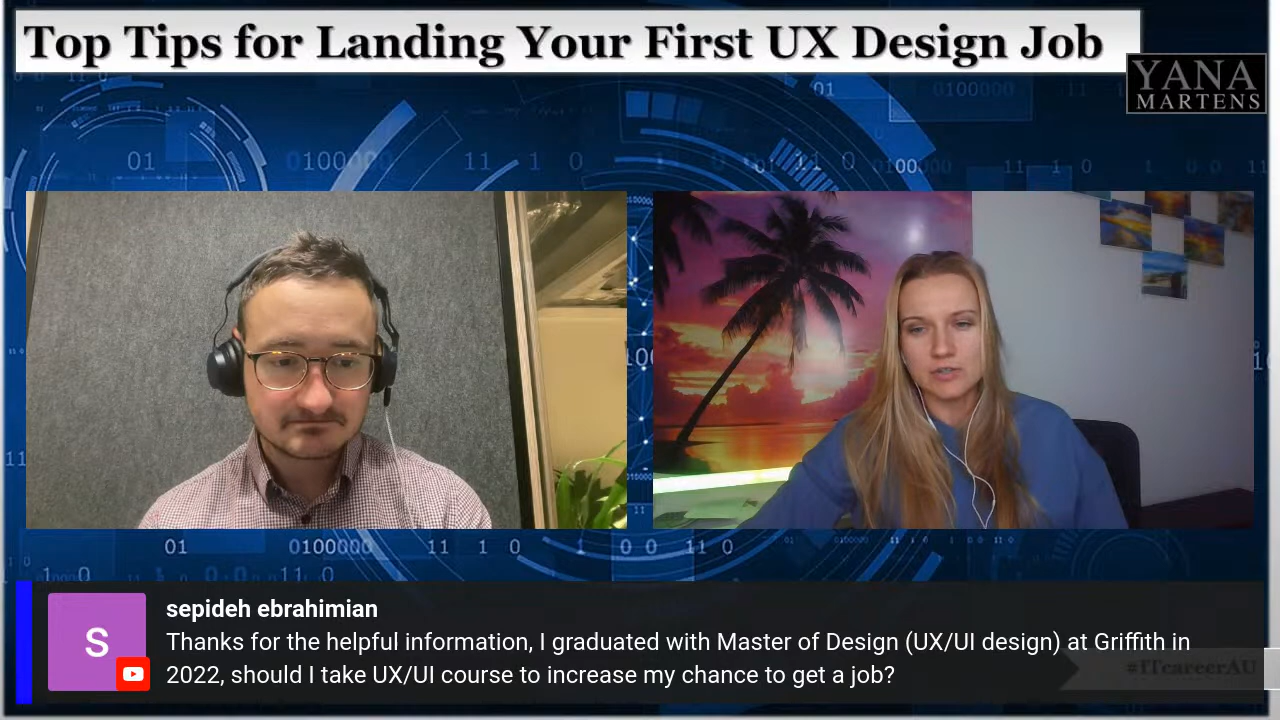 Top Tips for Landing Your First UX Design Job
YANA
MARTENS
sepideh ebrahimian
S
Thanks for the helpful information, I graduated with Master of Design (UX/UI design) at Griffith in
2022, should I take UX/UI course to increase my chance to get a job?
#ITcareerAU